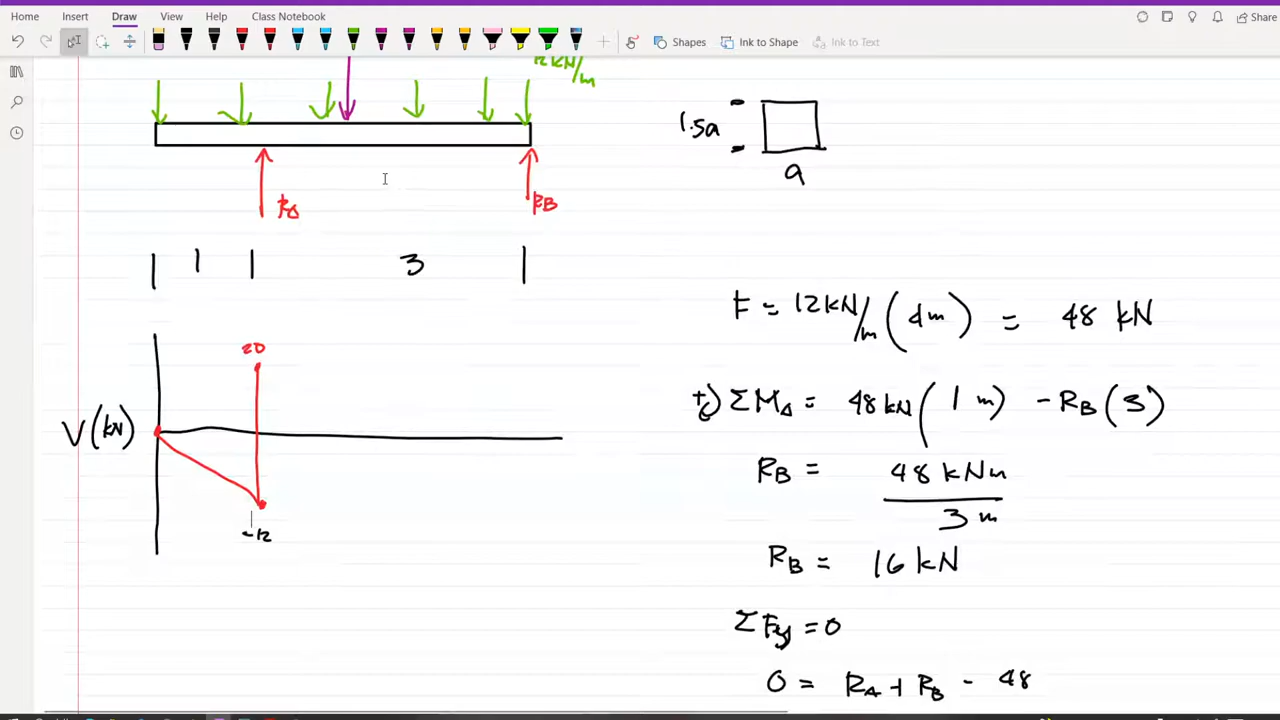 Home Insert Draw View Help Class Notebook Share
Shapes Ink to Shape Ink to Text
12 kN/m
1.5a
a
RA RB
1 3
F = 12 kN/m (4m) = 48 kN
20
V(kN)
-12
+ ΣMA = 48 kN (1 m) - RB (3)
RB = 48 kNm / 3 m
RB = 16 kN
ΣFy = 0
0 = RA + RB - 48